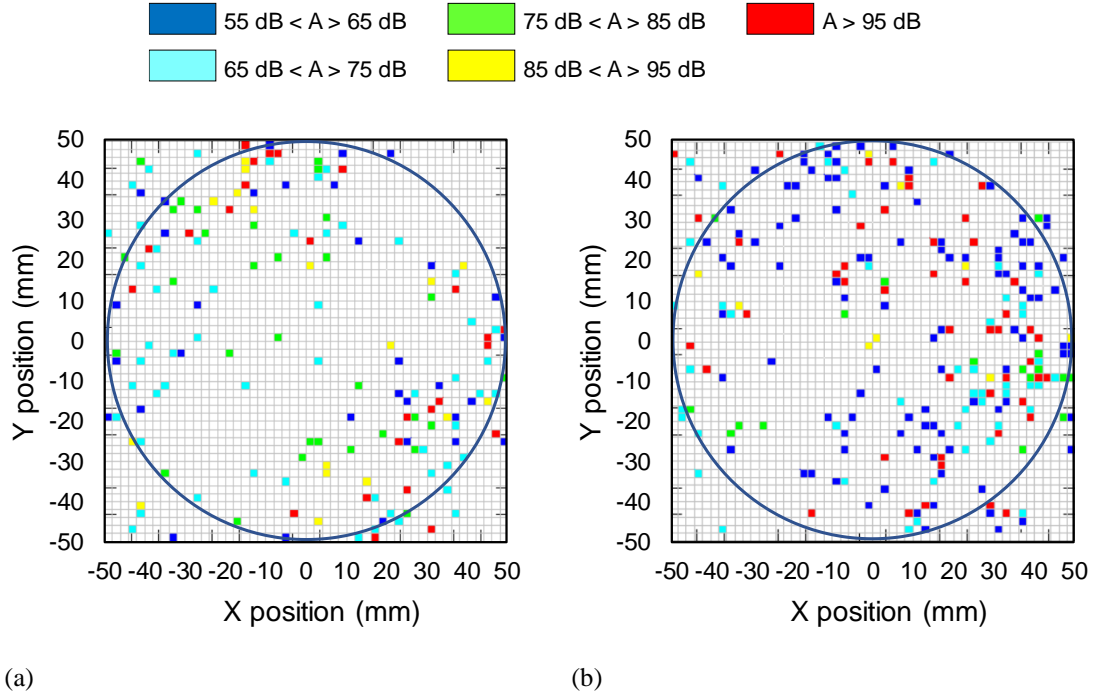 55 dB < A > 65 dB
75 dB < A > 85 dB
A > 95 dB
65 dB < A > 75 dB
85 dB < A > 95 dB
50
40
30
20
10
0
-10
-20
-30
-40
-50
Y position (mm)
-50 -40 -30 -20 -10 0 10 20 30 40 50
X position (mm)
50
40
30
20
10
0
-10
-20
-30
-40
-50
Y position (mm)
-50 -40 -30 -20 -10 0 10 20 30 40 50
X position (mm)
(a)
(b)